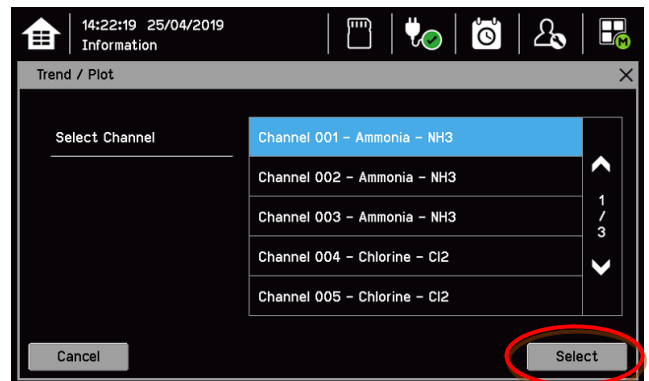 14:22:19 25/04/2019
Information
M
Trend / Plot
Select Channel
Channel 001 - Ammonia - NH3
Channel 002 - Ammonia - NH3
Channel 003 - Ammonia - NH3
Channel 004 - Chlorine - Cl2
Channel 005 - Chlorine - Cl2
1
/
3
Cancel
Select